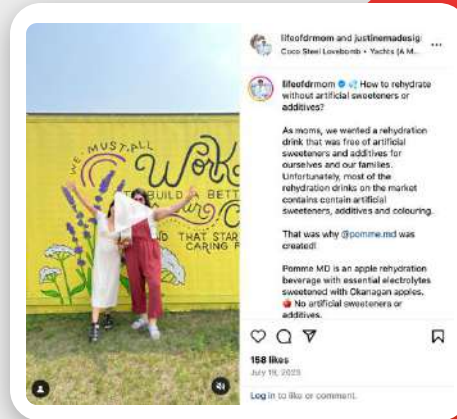 WE MUST ALL
Work
TO BUILD A BETT
ur C
ND THAT STAR
CARING F
lifeofdrmom and justinemadesig
Coco Steel Lovebomb • Yachts (A M...
lifeofdrmom How to rehydrate
without artificial sweeteners or
additives?
As moms, we wanted a rehydration
drink that was free of artificial
sweeteners and additives for
ourselves and our families.
Unfortunately, most of the
rehydration drinks on the market
contains contain artificial
sweeteners, additives and colouring.
That was why @pomme.md was
created!
Pomme MD is an apple rehydration
beverage with essential electrolytes
sweetened with Okanagan apples.
No artificial sweeteners or
additives.
158 likes
July 19, 2023
Log in to like or comment.